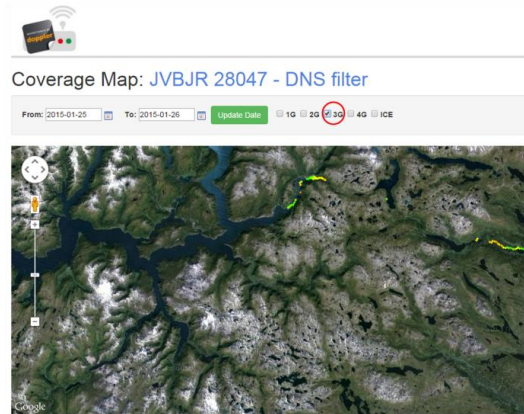 doppler
Coverage Map: JVBJR 28047 - DNS filter
From: 2015-01-25 To: 2015-01-26 Update Date 1G 2G 3G 4G ICE
Google